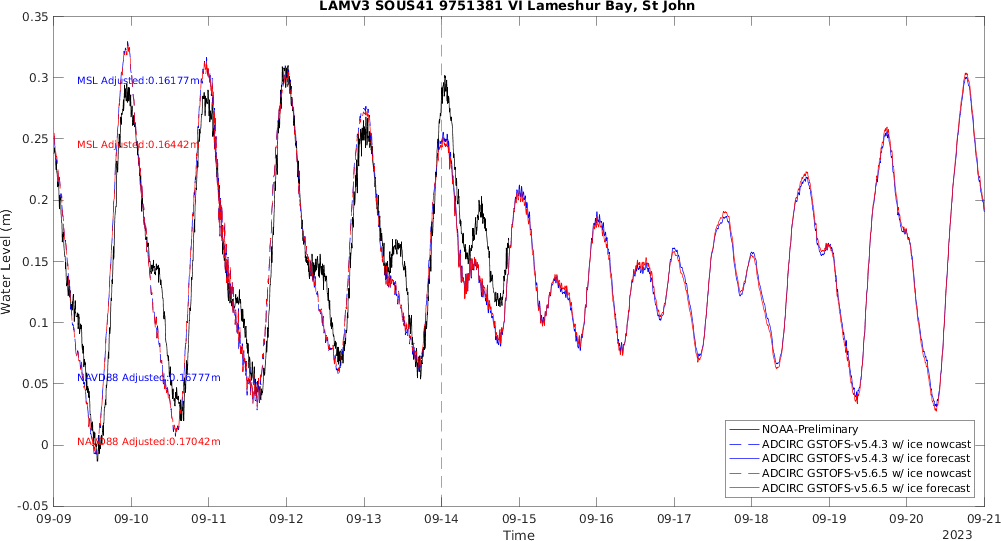 LAMV3 SOUS41 9751381 VI Lameshur Bay, St John
0.35
0.3
0.25
0.2
0.15
0.1
0.05
0
-0.05
Water Level (m)
MSL Adjusted:0.16177m
MSL Adjusted:0.16442m
NAVD88 Adjusted:0.16777m
NAVD88 Adjusted:0.17042m
NOAA-Preliminary
ADCIRC GSTOFS-v5.4.3 w/ ice nowcast
ADCIRC GSTOFS-v5.4.3 w/ ice forecast
ADCIRC GSTOFS-v5.6.5 w/ ice nowcast
ADCIRC GSTOFS-v5.6.5 w/ ice forecast
09-09 09-10 09-11 09-12 09-13 09-14 09-15 09-16 09-17 09-18 09-19 09-20 09-21
Time
2023